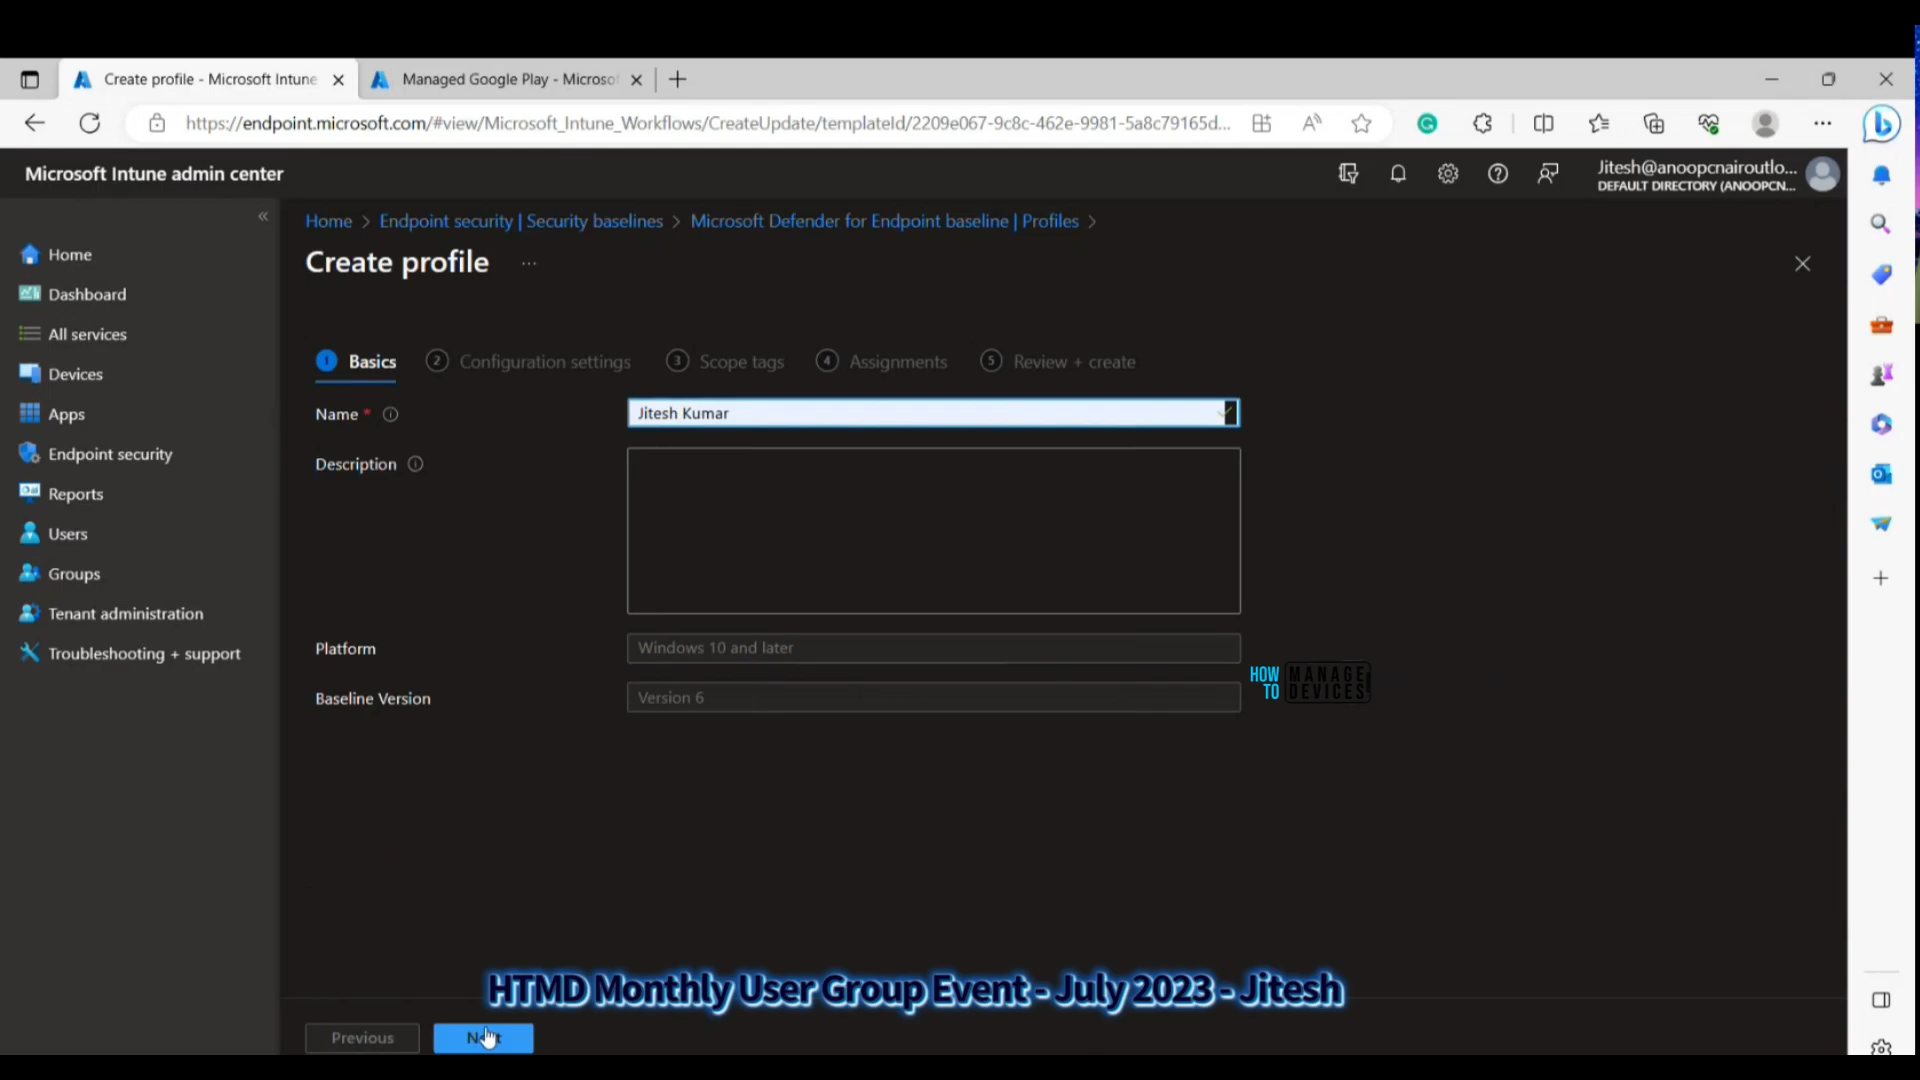 Create profile - Microsoft Intune
Managed Google Play - Microsof
https://endpoint.microsoft.com/#view/Microsoft_Intune_Workflows/CreateUpdate/templateId/2209e067-9c8c-462e-9981-5a8c79165d...
Microsoft Intune admin center
Jitesh@anoopcnairoutlo...
DEFAULT DIRECTORY (ANOOPCN...
Home > Endpoint security | Security baselines > Microsoft Defender for Endpoint baseline | Profiles >
Create profile ...
Home
Dashboard
All services
Devices
Apps
Endpoint security
Reports
Users
Groups
Tenant administration
Troubleshooting + support
1 Basics 2 Configuration settings 3 Scope tags 4 Assignments 5 Review + create
Name * Jitesh Kumar
Description
Platform Windows 10 and later
Baseline Version Version 6
HOW TO MANAGE DEVICES
HTMD Monthly User Group Event - July 2023 - Jitesh
Previous Next